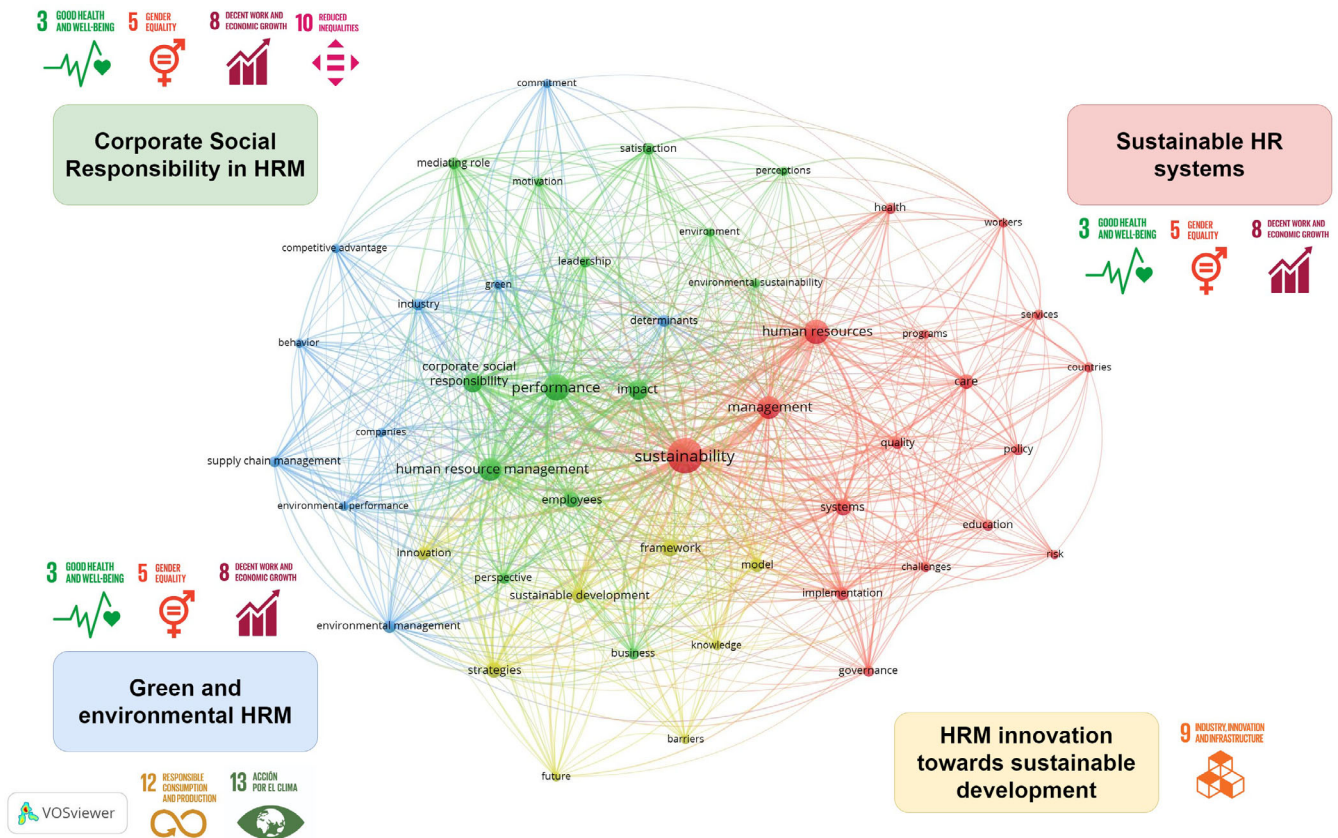 3 GOOD HEALTH
AND WELL-BEING
5 GENDER
EQUALITY
8 DECENT WORK AND
ECONOMIC GROWTH
10 REDUCED
INEQUALITIES
Corporate Social
Responsibility in HRM
Sustainable HR
systems
3 GOOD HEALTH
AND WELL-BEING
5 GENDER
EQUALITY
8 DECENT WORK AND
ECONOMIC GROWTH
commitment
satisfaction
mediating role
perceptions
motivation
health
workers
environment
competitive advantage
leadership
green
environmental sustainability
industry
determinants
human resources
programs
services
behavior
corporate social
responsibility
performance
impact
care
countries
management
companies
quality
policy
supply chain management
human resource management
sustainability
employees
environmental performance
systems
education
innovation
framework
model
challenges
risk
perspective
sustainable development
implementation
environmental management
knowledge
business
strategies
governance
barriers
future
3 GOOD HEALTH
AND WELL-BEING
5 GENDER
EQUALITY
8 DECENT WORK AND
ECONOMIC GROWTH
Green and
environmental HRM
12 RESPONSIBLE
CONSUMPTION
AND PRODUCTION
13 ACCIÓN
POR EL CLIMA
VOSviewer
HRM innovation
towards sustainable
development
9 INDUSTRY, INNOVATION
AND INFRASTRUCTURE